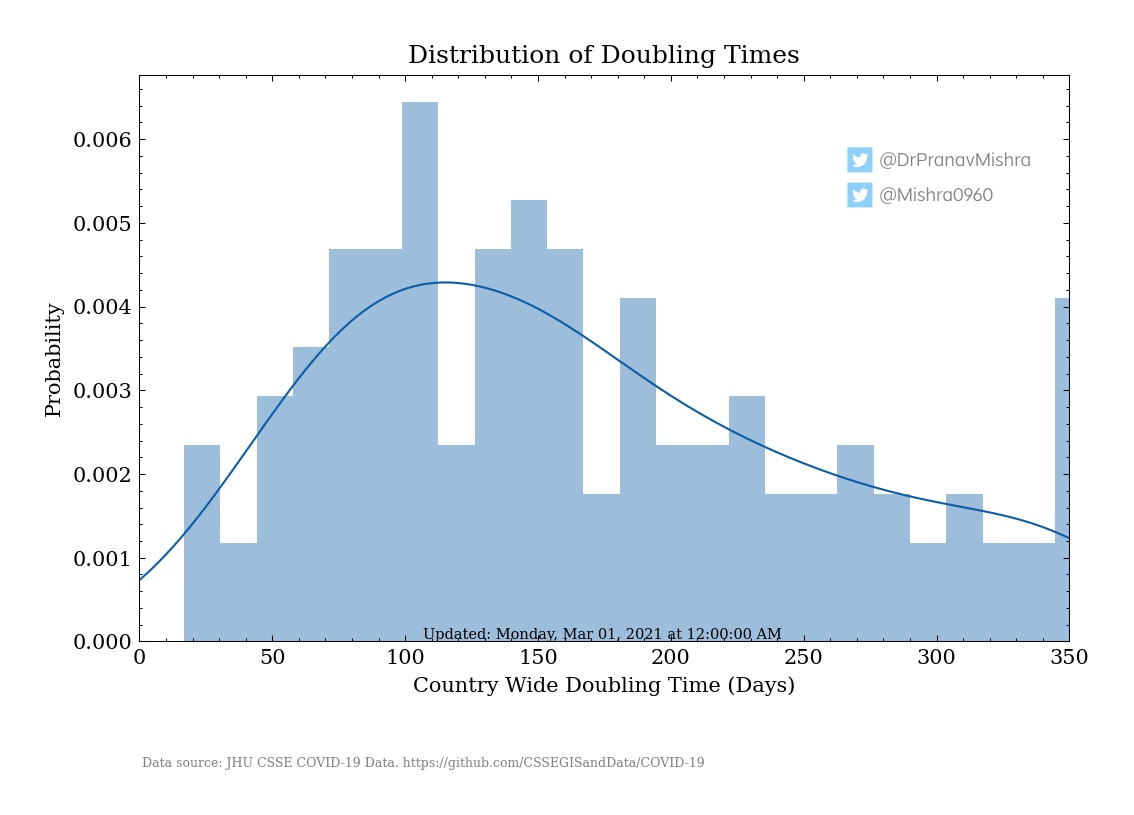 Distribution of Doubling Times
0.006
0.005
0.004
0.003
0.002
0.001
0.000
Probability
@DrPranavMishra
@Mishra0960
Updated: Monday, Mar 01, 2021 at 12:00:00 AM
0 50 100 150 200 250 300 350
Country Wide Doubling Time (Days)
Data source: JHU CSSE COVID-19 Data. https://github.com/CSSEGISandData/COVID-19